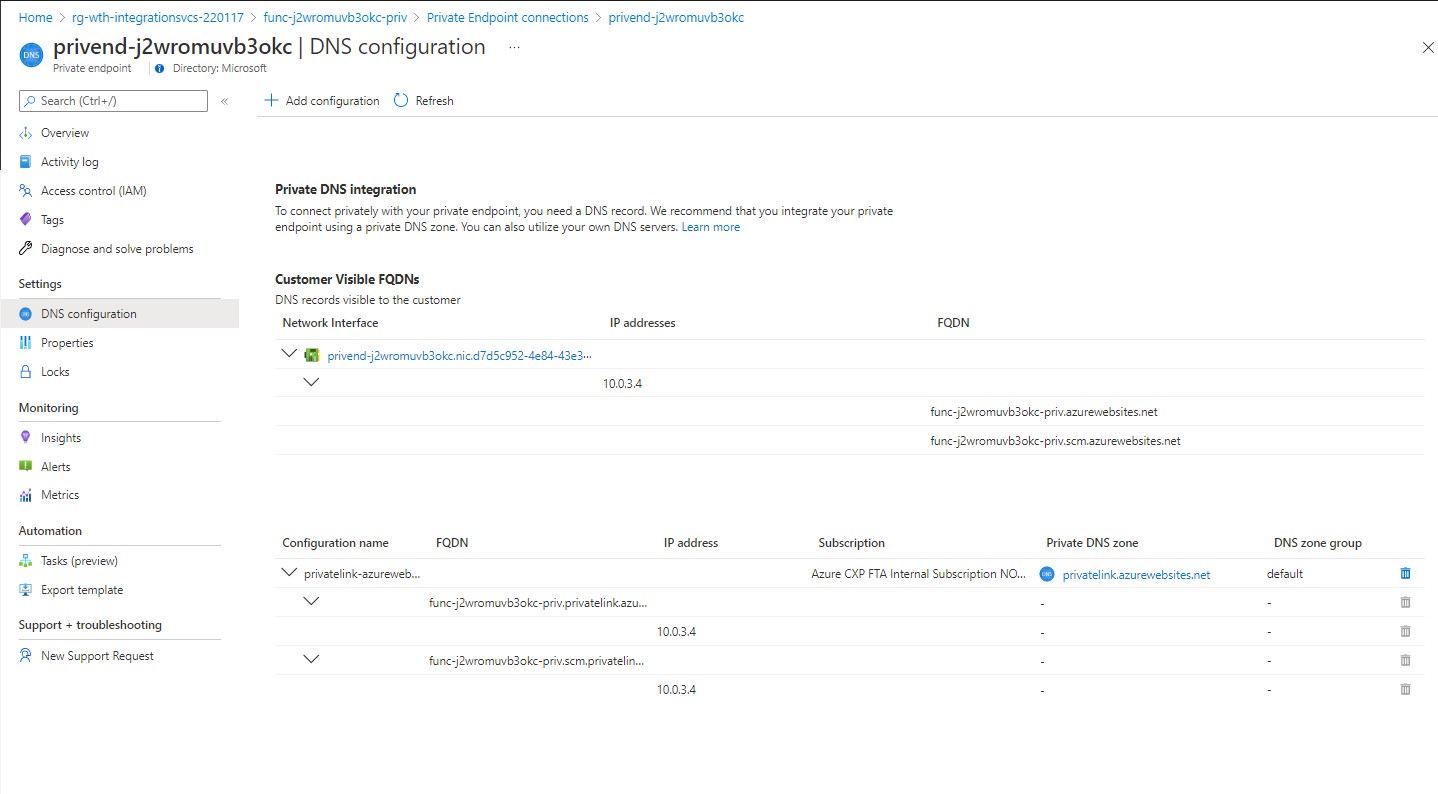 Home > rg-wth-integrationsvcs-220117 > func-j2wromuvb3okc-priv > Private Endpoint connections > privend-j2wromuvb3okc
DNS privend-j2wromuvb3okc | DNS configuration ...
Private endpoint | Directory: Microsoft
Search (Ctrl+/) «
Overview
Activity log
Access control (IAM)
Tags
Diagnose and solve problems
Settings
DNS configuration
Properties
Locks
Monitoring
Insights
Alerts
Metrics
Automation
Tasks (preview)
Export template
Support + troubleshooting
New Support Request
+ Add configuration Refresh
Private DNS integration
To connect privately with your private endpoint, you need a DNS record. We recommend that you integrate your private
endpoint using a private DNS zone. You can also utilize your own DNS servers. Learn more
Customer Visible FQDNs
DNS records visible to the customer
Network Interface IP addresses FQDN
privend-j2wromuvb3okc.nic.d7d5c952-4e84-43e3...
10.0.3.4
func-j2wromuvb3okc-priv.azurewebsites.net
func-j2wromuvb3okc-priv.scm.azurewebsites.net
Configuration name FQDN IP address Subscription Private DNS zone DNS zone group
privatelink-azureweb... Azure CXP FTA Internal Subscription NO... privatelink.azurewebsites.net default
func-j2wromuvb3okc-priv.privatelink.azu... - -
10.0.3.4 - -
func-j2wromuvb3okc-priv.scm.privatelin... - -
10.0.3.4 - -